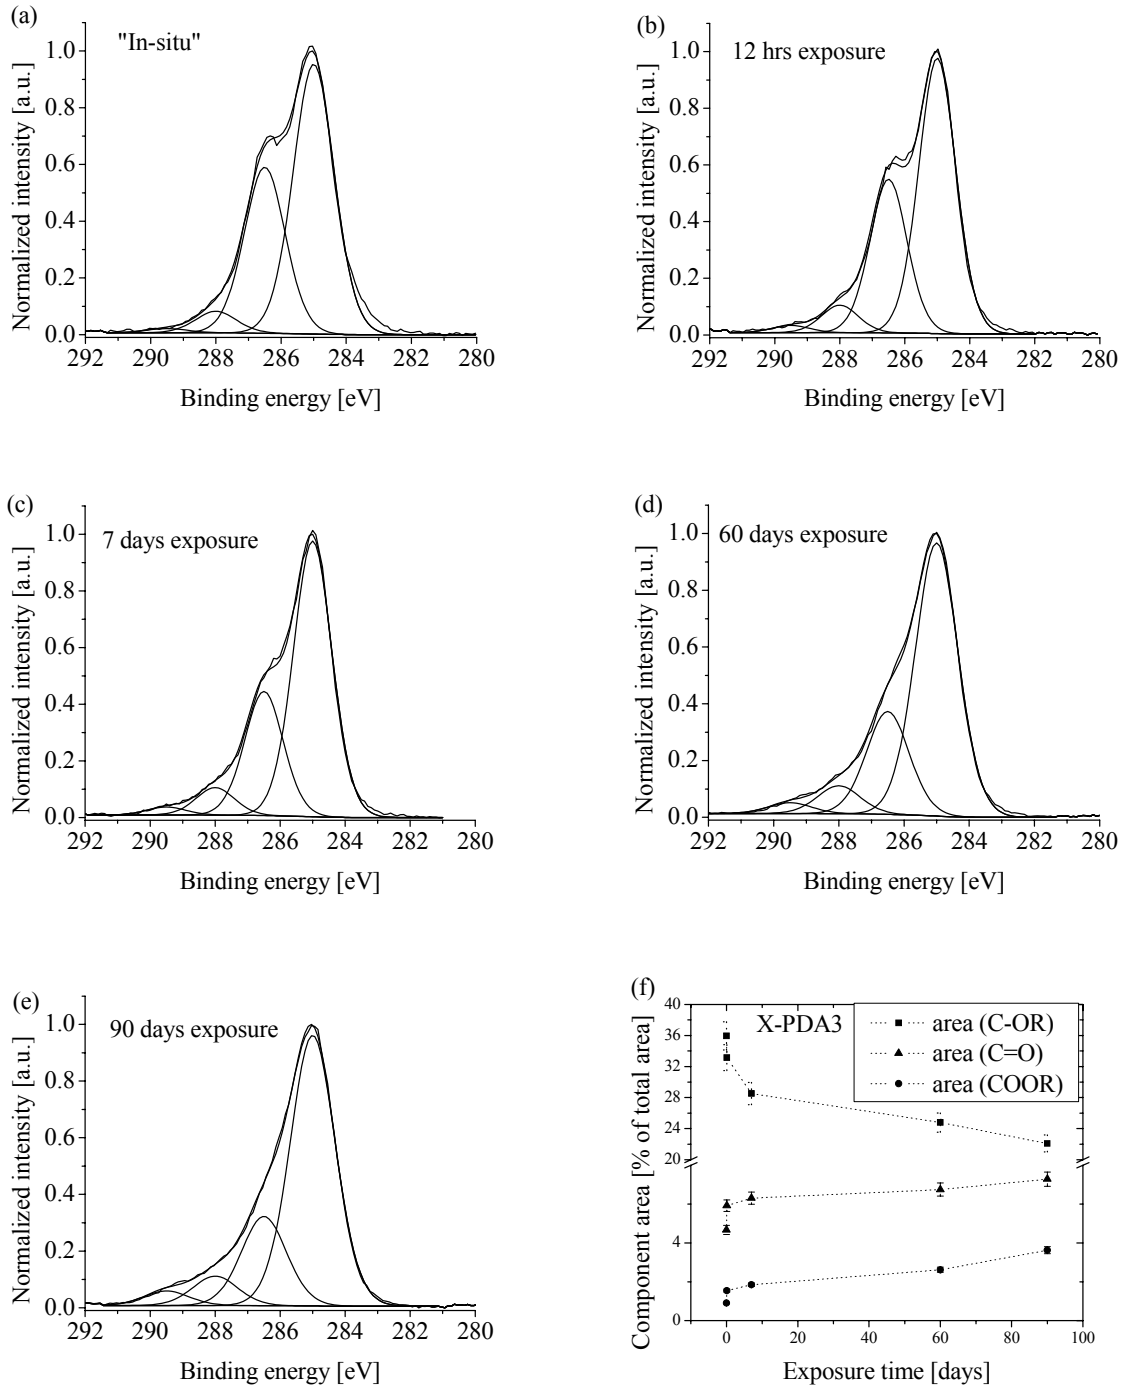 (a)
"In-situ"
Normalized intensity [a.u.]
1.0
0.8
0.6
0.4
0.2
0.0
292 290 288 286 284 282 280
Binding energy [eV]
(b)
12 hrs exposure
Normalized intensity [a.u.]
1.0
0.8
0.6
0.4
0.2
0.0
292 290 288 286 284 282 280
Binding energy [eV]
(c)
7 days exposure
Normalized intensity [a.u.]
1.0
0.8
0.6
0.4
0.2
0.0
292 290 288 286 284 282 280
Binding energy [eV]
(d)
60 days exposure
Normalized intensity [a.u.]
1.0
0.8
0.6
0.4
0.2
0.0
292 290 288 286 284 282 280
Binding energy [eV]
(e)
90 days exposure
Normalized intensity [a.u.]
1.0
0.8
0.6
0.4
0.2
0.0
292 290 288 286 284 282 280
Binding energy [eV]
(f)
X-PDA3
area (C-OR)
area (C=O)
area (COOR)
Component area [% of total area]
40
36
32
28
24
20
4
0
0 20 40 60 80 100
Exposure time [days]